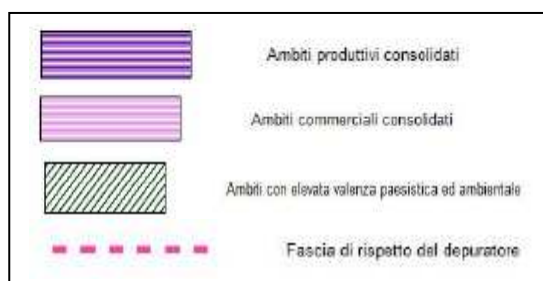 Ambiti produttivi consolidati
Ambiti commerciali consolidati
Ambiti con elevata valenza paesistica ed ambientale
Fascia di rispetto del depuratore